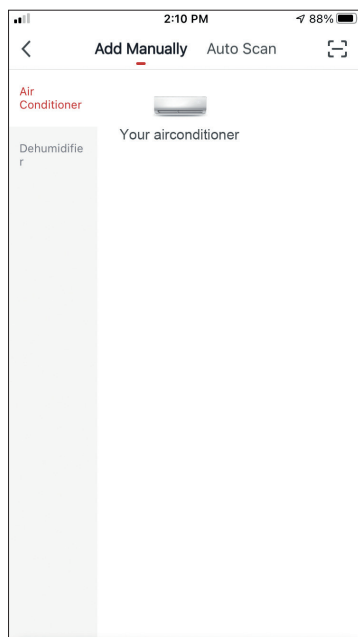 2:10 PM
88%
Add Manually Auto Scan
Air
Conditioner
Your airconditioner
Dehumidifie
r